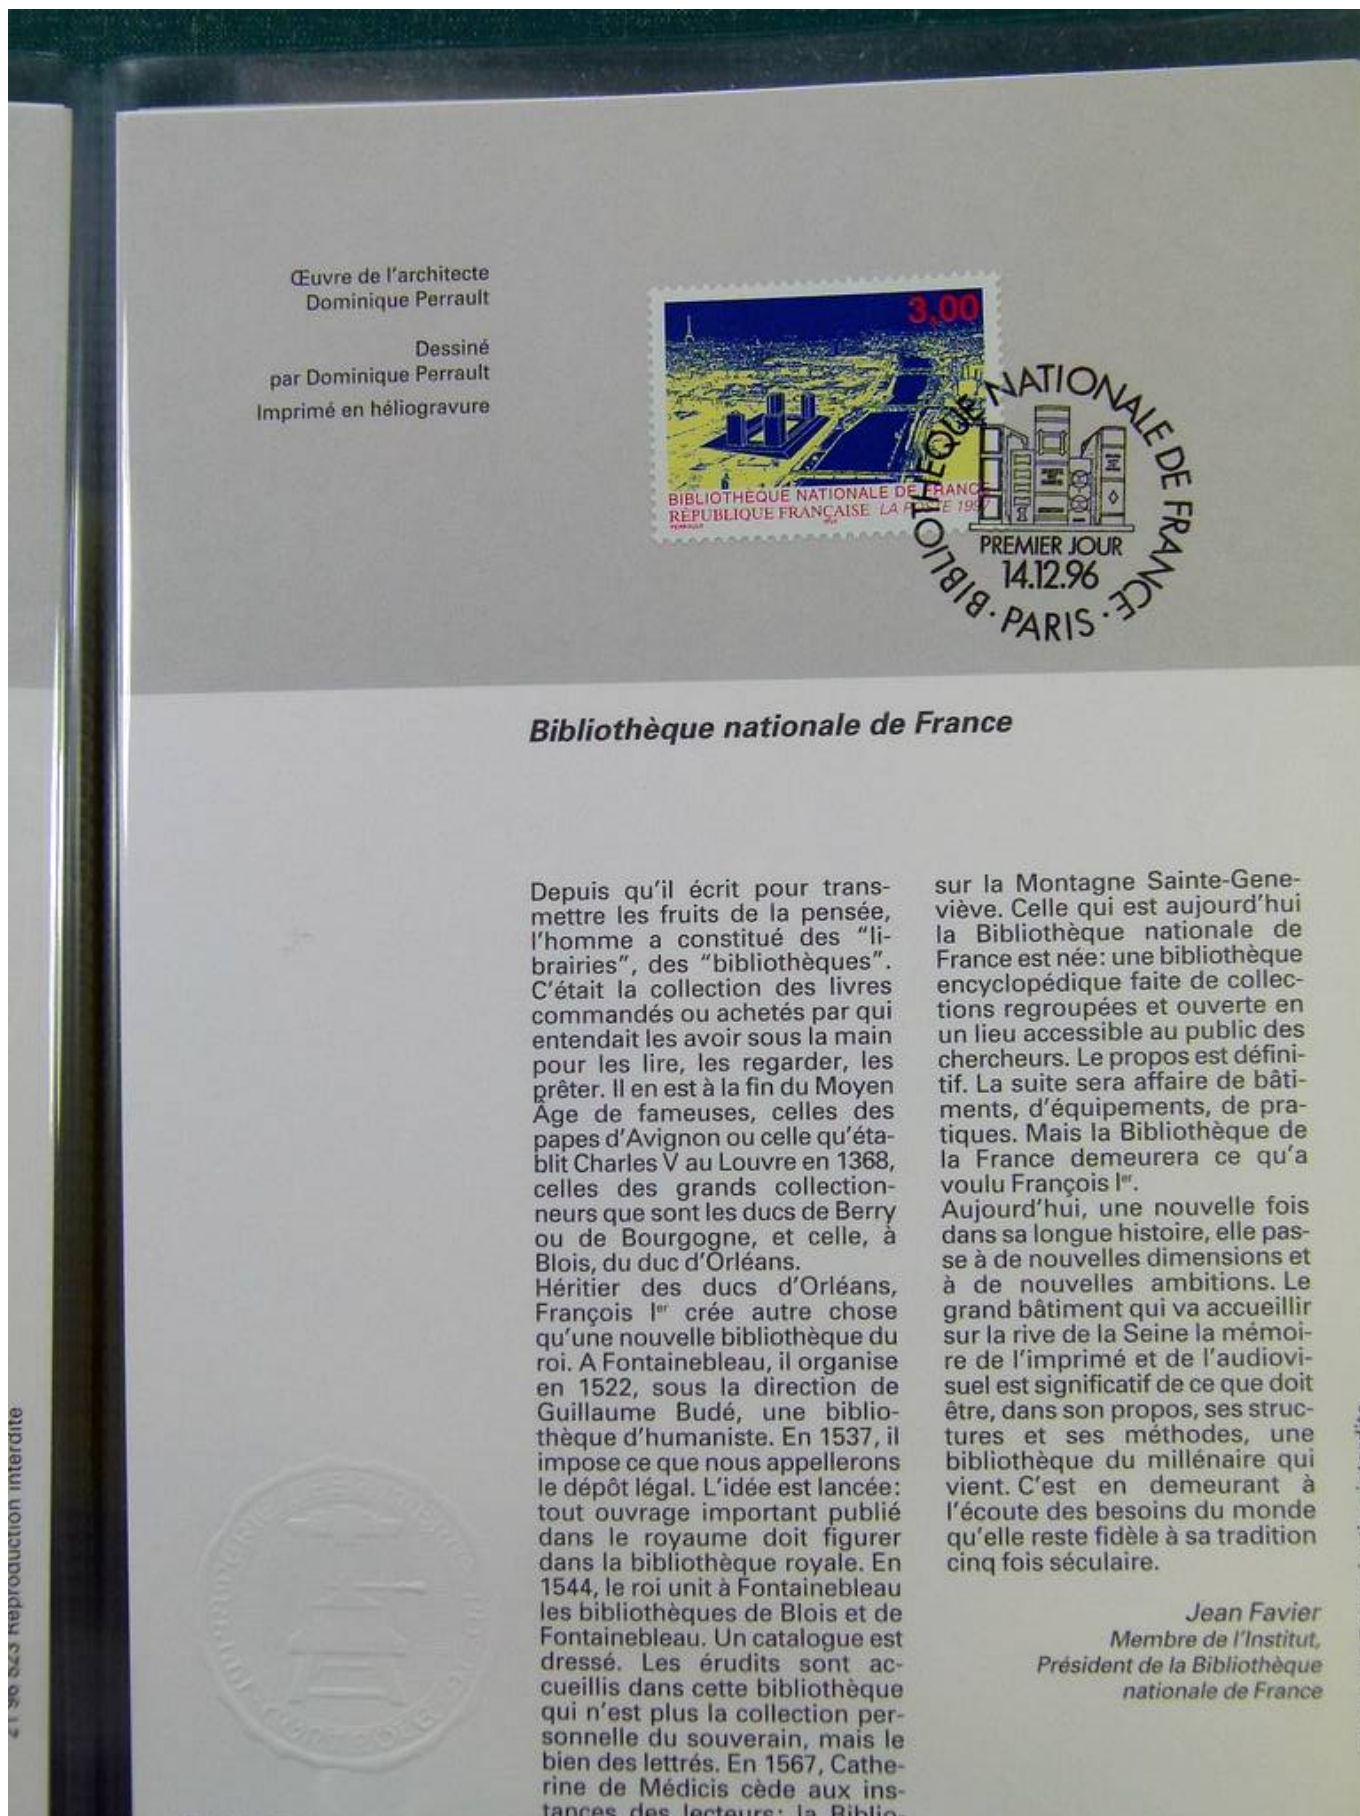 Œuvre de l'architecte
Dominique Perrault
Dessiné
par Dominique Perrault
Imprimé en héliogravure
3,00
BIBLIOTHEQUE NATIONALE DE FRANCE
RÉPUBLIQUE FRANÇAISE LA POSTE 1997
BIBLIOTHEQUE NATIONALE DE FRANCE
PREMIER JOUR
14.12.96
· PARIS ·
Bibliothèque nationale de France
Depuis qu'il écrit pour trans-
mettre les fruits de la pensée,
l'homme a constitué des “li-
brairies”, des “bibliothèques”.
C'était la collection des livres
commandés ou achetés par qui
entendait les avoir sous la main
pour les lire, les regarder, les
prêter. Il en est à la fin du Moyen
Âge de fameuses, celles des
papes d'Avignon ou celle qu'éta-
blit Charles V au Louvre en 1368,
celles des grands collection-
neurs que sont les ducs de Berry
ou de Bourgogne, et celle, à
Blois, du duc d'Orléans.
Héritier des ducs d'Orléans,
François Ier crée autre chose
qu'une nouvelle bibliothèque du
roi. A Fontainebleau, il organise
en 1522, sous la direction de
Guillaume Budé, une biblio-
thèque d'humaniste. En 1537, il
impose ce que nous appellerons
le dépôt légal. L'idée est lancée:
tout ouvrage important publié
dans le royaume doit figurer
dans la bibliothèque royale. En
1544, le roi unit à Fontainebleau
les bibliothèques de Blois et de
Fontainebleau. Un catalogue est
dressé. Les érudits sont ac-
cueillis dans cette bibliothèque
qui n'est plus la collection per-
sonnelle du souverain, mais le
bien des lettrés. En 1567, Cathe-
rine de Médicis cède aux ins-
tances des lecteurs: la Biblio-
sur la Montagne Sainte-Gene-
viève. Celle qui est aujourd'hui
la Bibliothèque nationale de
France est née: une bibliothèque
encyclopédique faite de collec-
tions regroupées et ouverte en
un lieu accessible au public des
chercheurs. Le propos est défini-
tif. La suite sera affaire de bâti-
ments, d'équipements, de pra-
tiques. Mais la Bibliothèque de
la France demeurera ce qu'a
voulu François Ier.
Aujourd'hui, une nouvelle fois
dans sa longue histoire, elle pas-
se à de nouvelles dimensions et
à de nouvelles ambitions. Le
grand bâtiment qui va accueillir
sur la rive de la Seine la mémoi-
re de l'imprimé et de l'audiovi-
suel est significatif de ce que doit
être, dans son propos, ses struc-
tures et ses méthodes, une
bibliothèque du millénaire qui
vient. C'est en demeurant à
l'écoute des besoins du monde
qu'elle reste fidèle à sa tradition
cinq fois séculaire.
Jean Favier
Membre de l'Institut,
Président de la Bibliothèque
nationale de France
Reproduction interdite